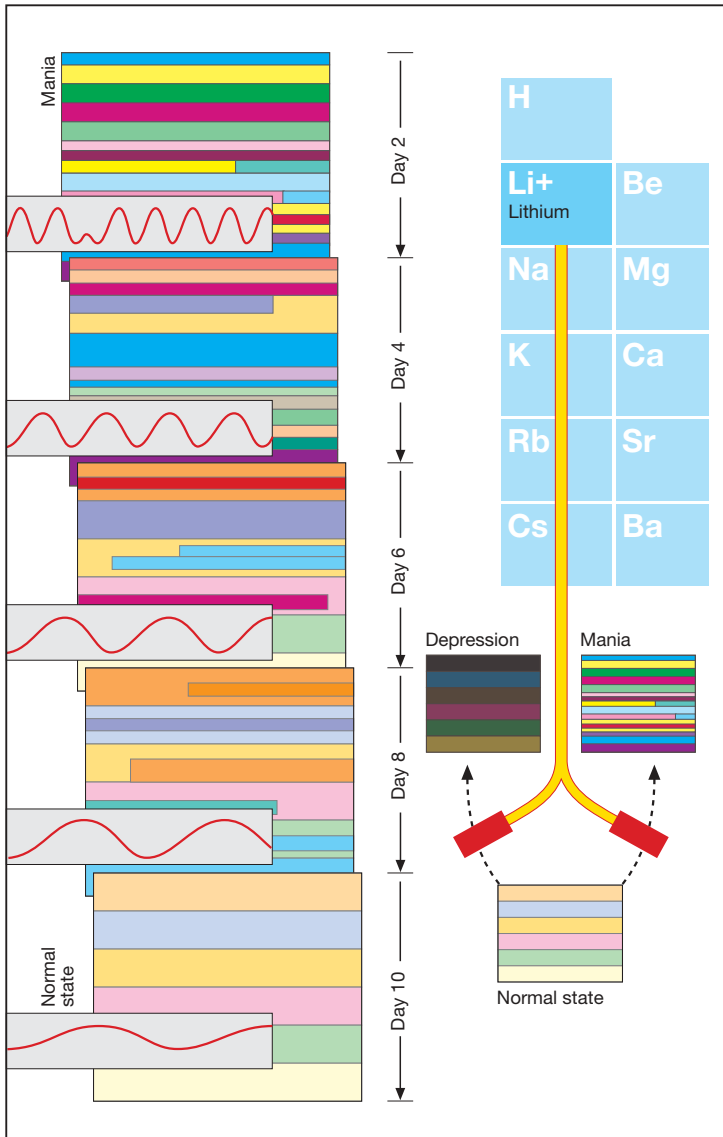 Mania
Day 2
Day 4
Day 6
Day 8
Day 10
Normal
state
H
Li+
Lithium
Be
Na
Mg
K
Ca
Rb
Sr
Cs
Ba
Depression
Mania
Normal state